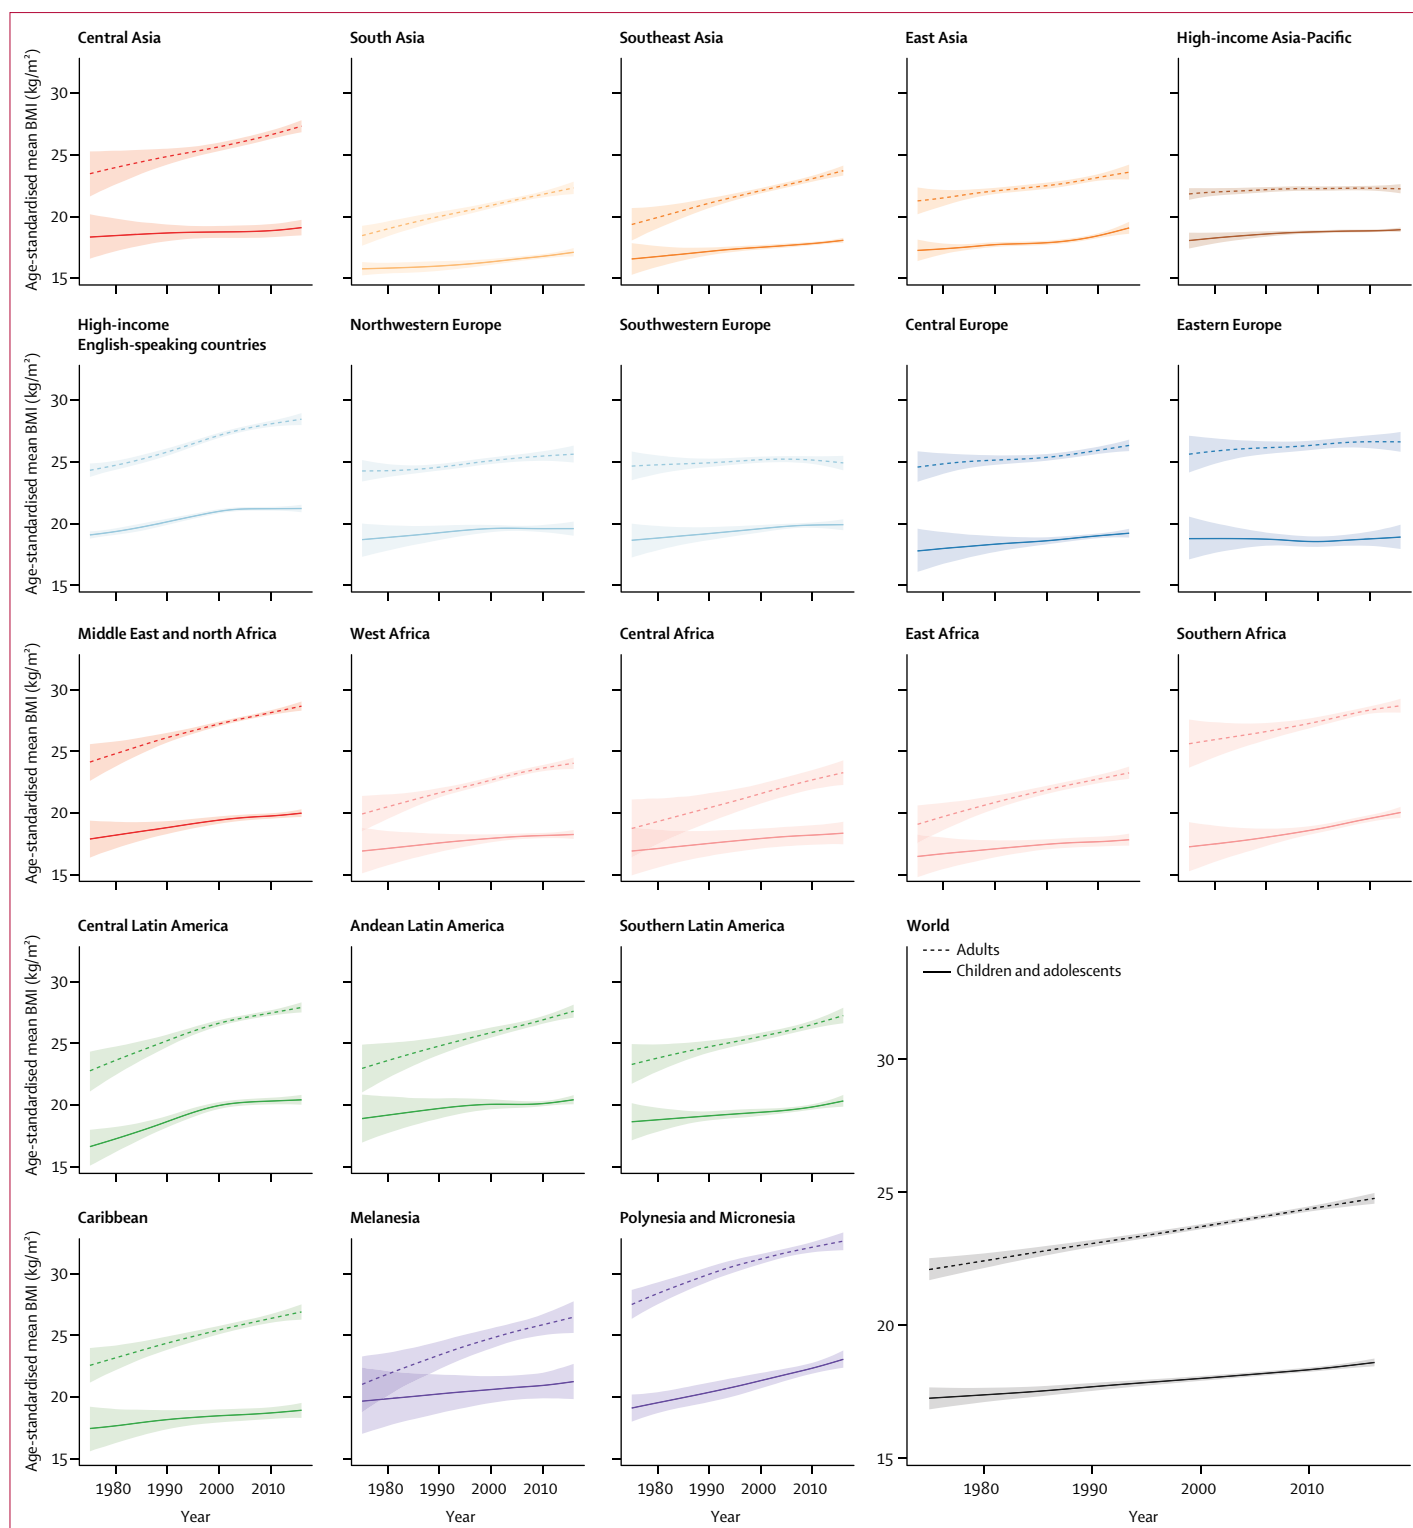 Central Asia
South Asia
Southeast Asia
East Asia
High-income Asia-Pacific
Age-standardised mean BMI (kg/m²)
30
25
20
15
High-income
English-speaking countries
Northwestern Europe
Southwestern Europe
Central Europe
Eastern Europe
Age-standardised mean BMI (kg/m²)
30
25
20
15
Middle East and north Africa
West Africa
Central Africa
East Africa
Southern Africa
Age-standardised mean BMI (kg/m²)
30
25
20
15
Central Latin America
Andean Latin America
Southern Latin America
World
Adults
Children and adolescents
Age-standardised mean BMI (kg/m²)
30
25
20
15
30
25
20
15
Caribbean
Melanesia
Polynesia and Micronesia
Age-standardised mean BMI (kg/m²)
30
25
20
15
1980 1990 2000 2010
1980 1990 2000 2010
1980 1990 2000 2010
1980 1990 2000 2010
Year
Year
Year
Year